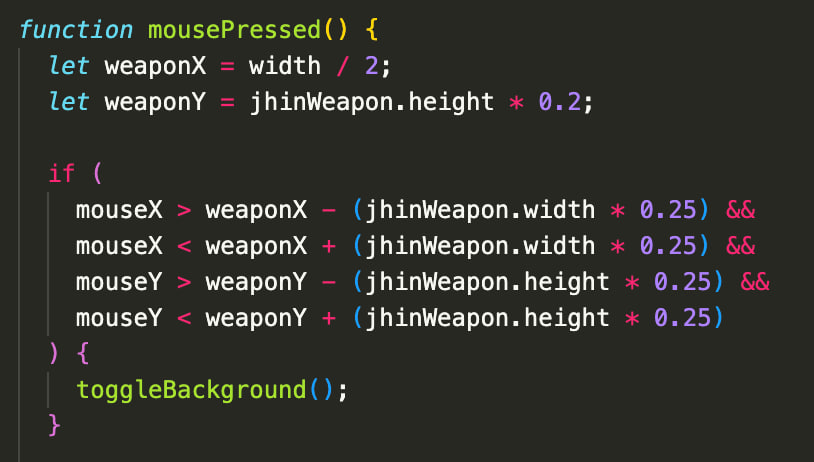 function mousePressed() {
  let weaponX = width / 2;
  let weaponY = jhinWeapon.height * 0.2;

  if (
    mouseX > weaponX - (jhinWeapon.width * 0.25) &&
    mouseX < weaponX + (jhinWeapon.width * 0.25) &&
    mouseY > weaponY - (jhinWeapon.height * 0.25) &&
    mouseY < weaponY + (jhinWeapon.height * 0.25)
  ) {
    toggleBackground();
  }